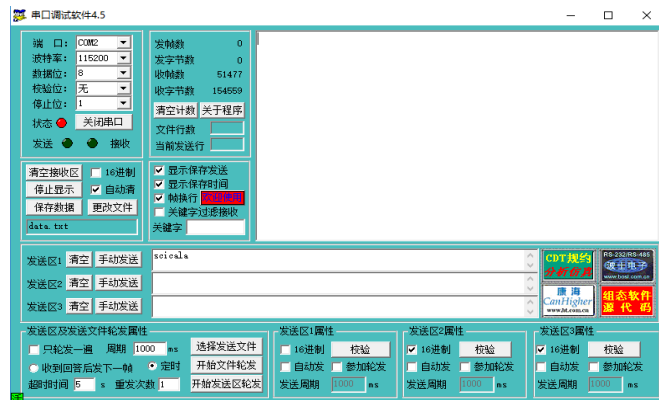 串口调试软件4.5
端 口: COM2
波特率: 115200
数据位: 8
校验位: 无
停止位: 1
状态 关闭串口
发送 接收
发帧数 0
发字节数 0
收帧数 51477
收字节数 154559
清空计数 关于程序
文件行数
当前发送行
清空接收区 16进制
停止显示 自动清
保存数据 更改文件
data.txt
显示保存发送
显示保存时间
帧换行
关键字过滤接收
关键字
发送区1 清空 手动发送 scicala
发送区2 清空 手动发送
发送区3 清空 手动发送
CDT规约
分析仿真
RS-232/RS-485
波士电子
www.bost.com.cn
康海
CanHigher
www.ht.com.cn
组态软件
源代码
发送区及发送文件轮发属性
只轮发一遍 周期 1000 ms 选择发送文件
收到回答后发下一帧 定时 开始文件轮发
超时时间 5 s 重发次数 1 开始发送区轮发
发送区1属性
16进制 校验
自动发 参加轮发
发送周期 1000 ms
发送区2属性
16进制 校验
自动发 参加轮发
发送周期 1000 ms
发送区3属性
16进制 校验
自动发 参加轮发
发送周期 1000 ms